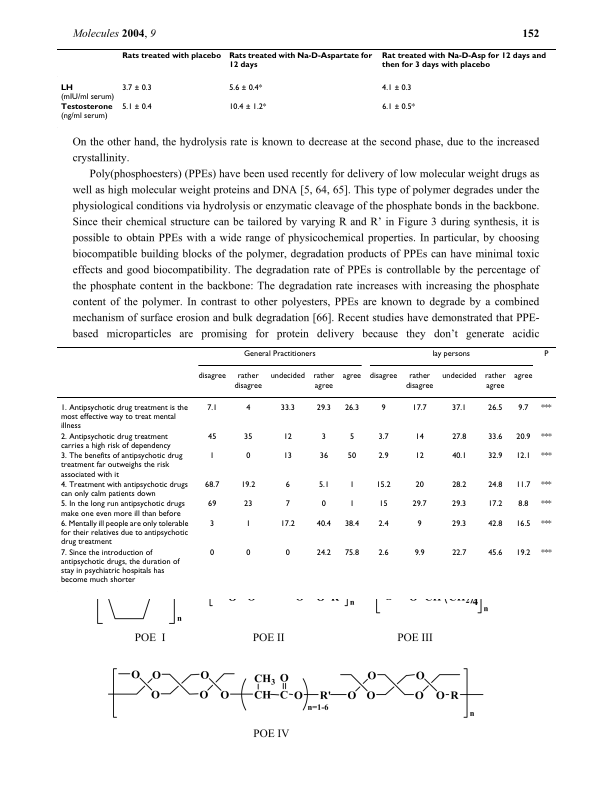 Molecules 2004, 9 152
Rats treated with placebo Rats treated with Na-D-Aspartate for Rat treated with Na-D-Asp for 12 days and
12 days then for 3 days with placebo
LH 3.7 ± 0.3 5.6 ± 0.4* 4.1 ± 0.3
(mIU/ml serum)
Testosterone 5.1 ± 0.4 10.4 ± 1.2* 6.1 ± 0.5*
(ng/ml serum)
On the other hand, the hydrolysis rate is known to decrease at the second phase, due to the increased
crystallinity.
Poly(phosphoesters) (PPEs) have been used recently for delivery of low molecular weight drugs as
well as high molecular weight proteins and DNA [5, 64, 65]. This type of polymer degrades under the
physiological conditions via hydrolysis or enzymatic cleavage of the phosphate bonds in the backbone.
Since their chemical structure can be tailored by varying R and R’ in Figure 3 during synthesis, it is
possible to obtain PPEs with a wide range of physicochemical properties. In particular, by choosing
biocompatible building blocks of the polymer, degradation products of PPEs can have minimal toxic
effects and good biocompatibility. The degradation rate of PPEs is controllable by the percentage of
the phosphate content in the backbone: The degradation rate increases with increasing the phosphate
content of the polymer. In contrast to other polyesters, PPEs are known to degrade by a combined
mechanism of surface erosion and bulk degradation [66]. Recent studies have demonstrated that PPE-
based microparticles are promising for protein delivery because they don’t generate acidic
General Practitioners lay persons P
disagree rather undecided rather agree disagree rather undecided rather agree
disagree agree disagree agree
1. Antipsychotic drug treatment is the 7.1 4 33.3 29.3 26.3 9 17.7 37.1 26.5 9.7 ***
most effective way to treat mental
illness
2. Antipsychotic drug treatment 45 35 12 3 5 3.7 14 27.8 33.6 20.9 ***
carries a high risk of dependency
3. The benefits of antipsychotic drug 1 0 13 36 50 2.9 12 40.1 32.9 12.1 ***
treatment far outweighs the risk
associated with it
4. Treatment with antipsychotic drugs 68.7 19.2 6 5.1 1 15.2 20 28.2 24.8 11.7 ***
can only calm patients down
5. In the long run antipsychotic drugs 69 23 7 0 1 15 29.7 29.3 17.2 8.8 ***
make one even more ill than before
6. Mentally ill people are only tolerable 3 1 17.2 40.4 38.4 2.4 9 29.3 42.8 16.5 ***
for their relatives due to antipsychotic
drug treatment
7. Since the introduction of 0 0 0 24.2 75.8 2.6 9.9 22.7 45.6 19.2 ***
antipsychotic drugs, the duration of
stay in psychiatric hospitals has
become much shorter
n n n
POE I POE II POE III
O O CH3 O O O
O O O CH C O R' O O O O R
n=1-6 n
POE IV